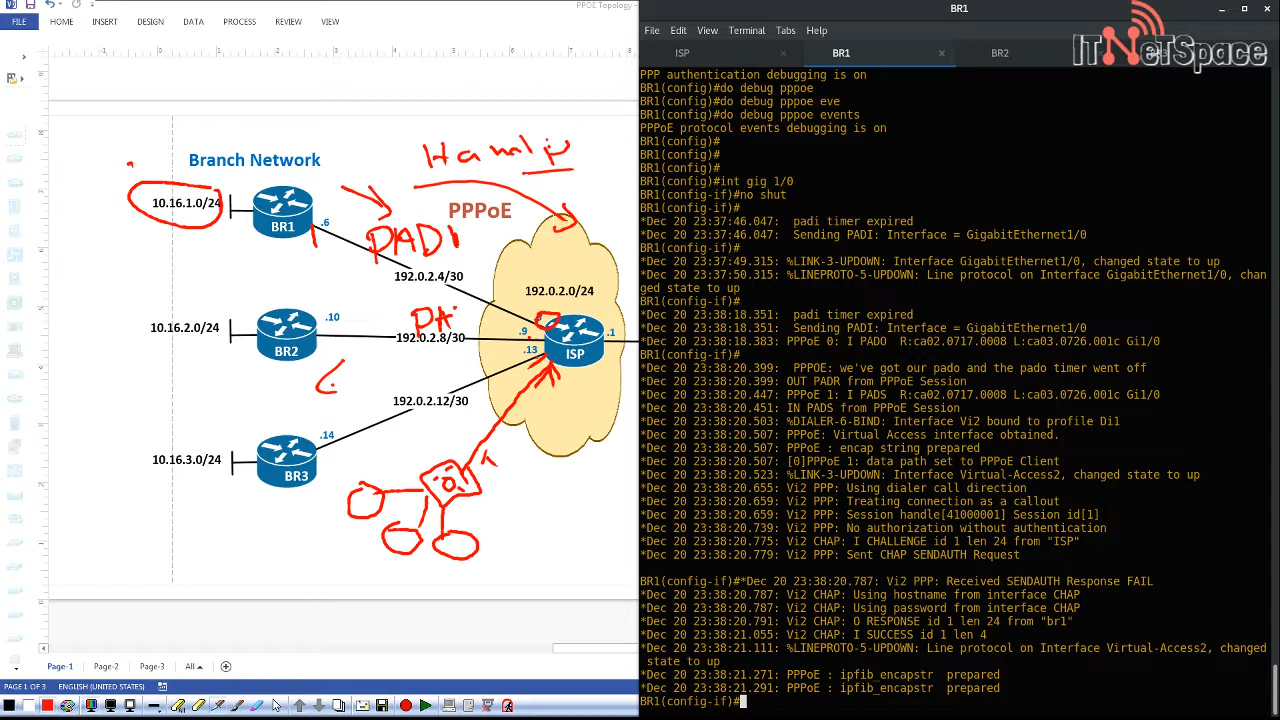 PPOE Topology -
FILE HOME INSERT DESIGN DATA PROCESS REVIEW VIEW
Branch Network
10.16.1.0/24
BR1
.6
PPPoE
PADI
192.0.2.4/30
192.0.2.0/24
10.16.2.0/24
BR2
.10
PA
192.0.2.8/30
.9
.13
ISP
.1
192.0.2.12/30
10.16.3.0/24
BR3
.14
Page-1 Page-2 Page-3 All
PAGE 1 OF 3 ENGLISH (UNITED STATES)
BR1
File Edit View Terminal Tabs Help
ITNetSpace
ISP BR1 BR2
PPP authentication debugging is on
BR1(config)#do debug pppoe
BR1(config)#do debug pppoe eve
BR1(config)#do debug pppoe events
PPPoE protocol events debugging is on
BR1(config)#
BR1(config)#
BR1(config)#
BR1(config)#int gig 1/0
BR1(config-if)#no shut
BR1(config-if)#
*Dec 20 23:37:46.047:  padi timer expired
*Dec 20 23:37:46.047:  Sending PADI: Interface = GigabitEthernet1/0
BR1(config-if)#
*Dec 20 23:37:49.315: %LINK-3-UPDOWN: Interface GigabitEthernet1/0, changed state to up
*Dec 20 23:37:50.315: %LINEPROTO-5-UPDOWN: Line protocol on Interface GigabitEthernet1/0, chan
ged state to up
BR1(config-if)#
*Dec 20 23:38:18.351:  padi timer expired
*Dec 20 23:38:18.351:  Sending PADI: Interface = GigabitEthernet1/0
*Dec 20 23:38:18.383: PPPoE 0: I PADO  R:ca02.0717.0008 L:ca03.0726.001c Gi1/0
BR1(config-if)#
*Dec 20 23:38:20.399:  PPPOE: we've got our pado and the pado timer went off
*Dec 20 23:38:20.399: OUT PADR from PPPoE Session
*Dec 20 23:38:20.447: PPPoE 1: I PADS  R:ca02.0717.0008 L:ca03.0726.001c Gi1/0
*Dec 20 23:38:20.451: IN PADS from PPPoE Session
*Dec 20 23:38:20.503: %DIALER-6-BIND: Interface Vi2 bound to profile Di1
*Dec 20 23:38:20.507: PPPoE: Virtual Access interface obtained.
*Dec 20 23:38:20.507: PPPoE : encap string prepared
*Dec 20 23:38:20.507: [0]PPPoE 1: data path set to PPPoE Client
*Dec 20 23:38:20.523: %LINK-3-UPDOWN: Interface Virtual-Access2, changed state to up
*Dec 20 23:38:20.655: Vi2 PPP: Using dialer call direction
*Dec 20 23:38:20.659: Vi2 PPP: Treating connection as a callout
*Dec 20 23:38:20.659: Vi2 PPP: Session handle[41000001] Session id[1]
*Dec 20 23:38:20.739: Vi2 PPP: No authorization without authentication
*Dec 20 23:38:20.775: Vi2 CHAP: I CHALLENGE id 1 len 24 from "ISP"
*Dec 20 23:38:20.779: Vi2 PPP: Sent CHAP SENDAUTH Request
BR1(config-if)#*Dec 20 23:38:20.787: Vi2 PPP: Received SENDAUTH Response FAIL
*Dec 20 23:38:20.787: Vi2 CHAP: Using hostname from interface CHAP
*Dec 20 23:38:20.787: Vi2 CHAP: Using password from interface CHAP
*Dec 20 23:38:20.791: Vi2 CHAP: O RESPONSE id 1 len 24 from "br1"
*Dec 20 23:38:21.055: Vi2 CHAP: I SUCCESS id 1 len 4
*Dec 20 23:38:21.111: %LINEPROTO-5-UPDOWN: Line protocol on Interface Virtual-Access2, changed
state to up
*Dec 20 23:38:21.271: PPPoE : ipfib_encapstr  prepared
*Dec 20 23:38:21.291: PPPoE : ipfib_encapstr  prepared
BR1(config-if)#